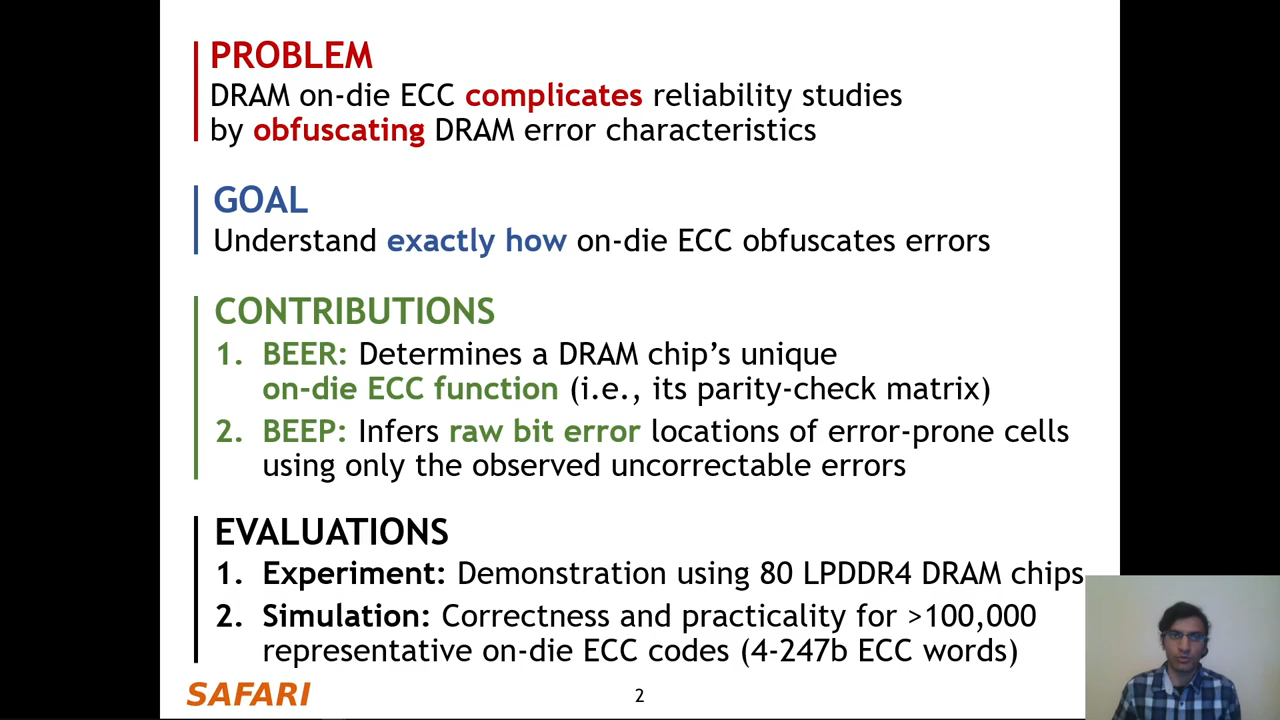 PROBLEM
DRAM on-die ECC complicates reliability studies
by obfuscating DRAM error characteristics
GOAL
Understand exactly how on-die ECC obfuscates errors
CONTRIBUTIONS
1. BEER: Determines a DRAM chip’s unique
on-die ECC function (i.e., its parity-check matrix)
2. BEEP: Infers raw bit error locations of error-prone cells
using only the observed uncorrectable errors
EVALUATIONS
1. Experiment: Demonstration using 80 LPDDR4 DRAM chips
2. Simulation: Correctness and practicality for >100,000
representative on-die ECC codes (4-247b ECC words)
SAFARI
2